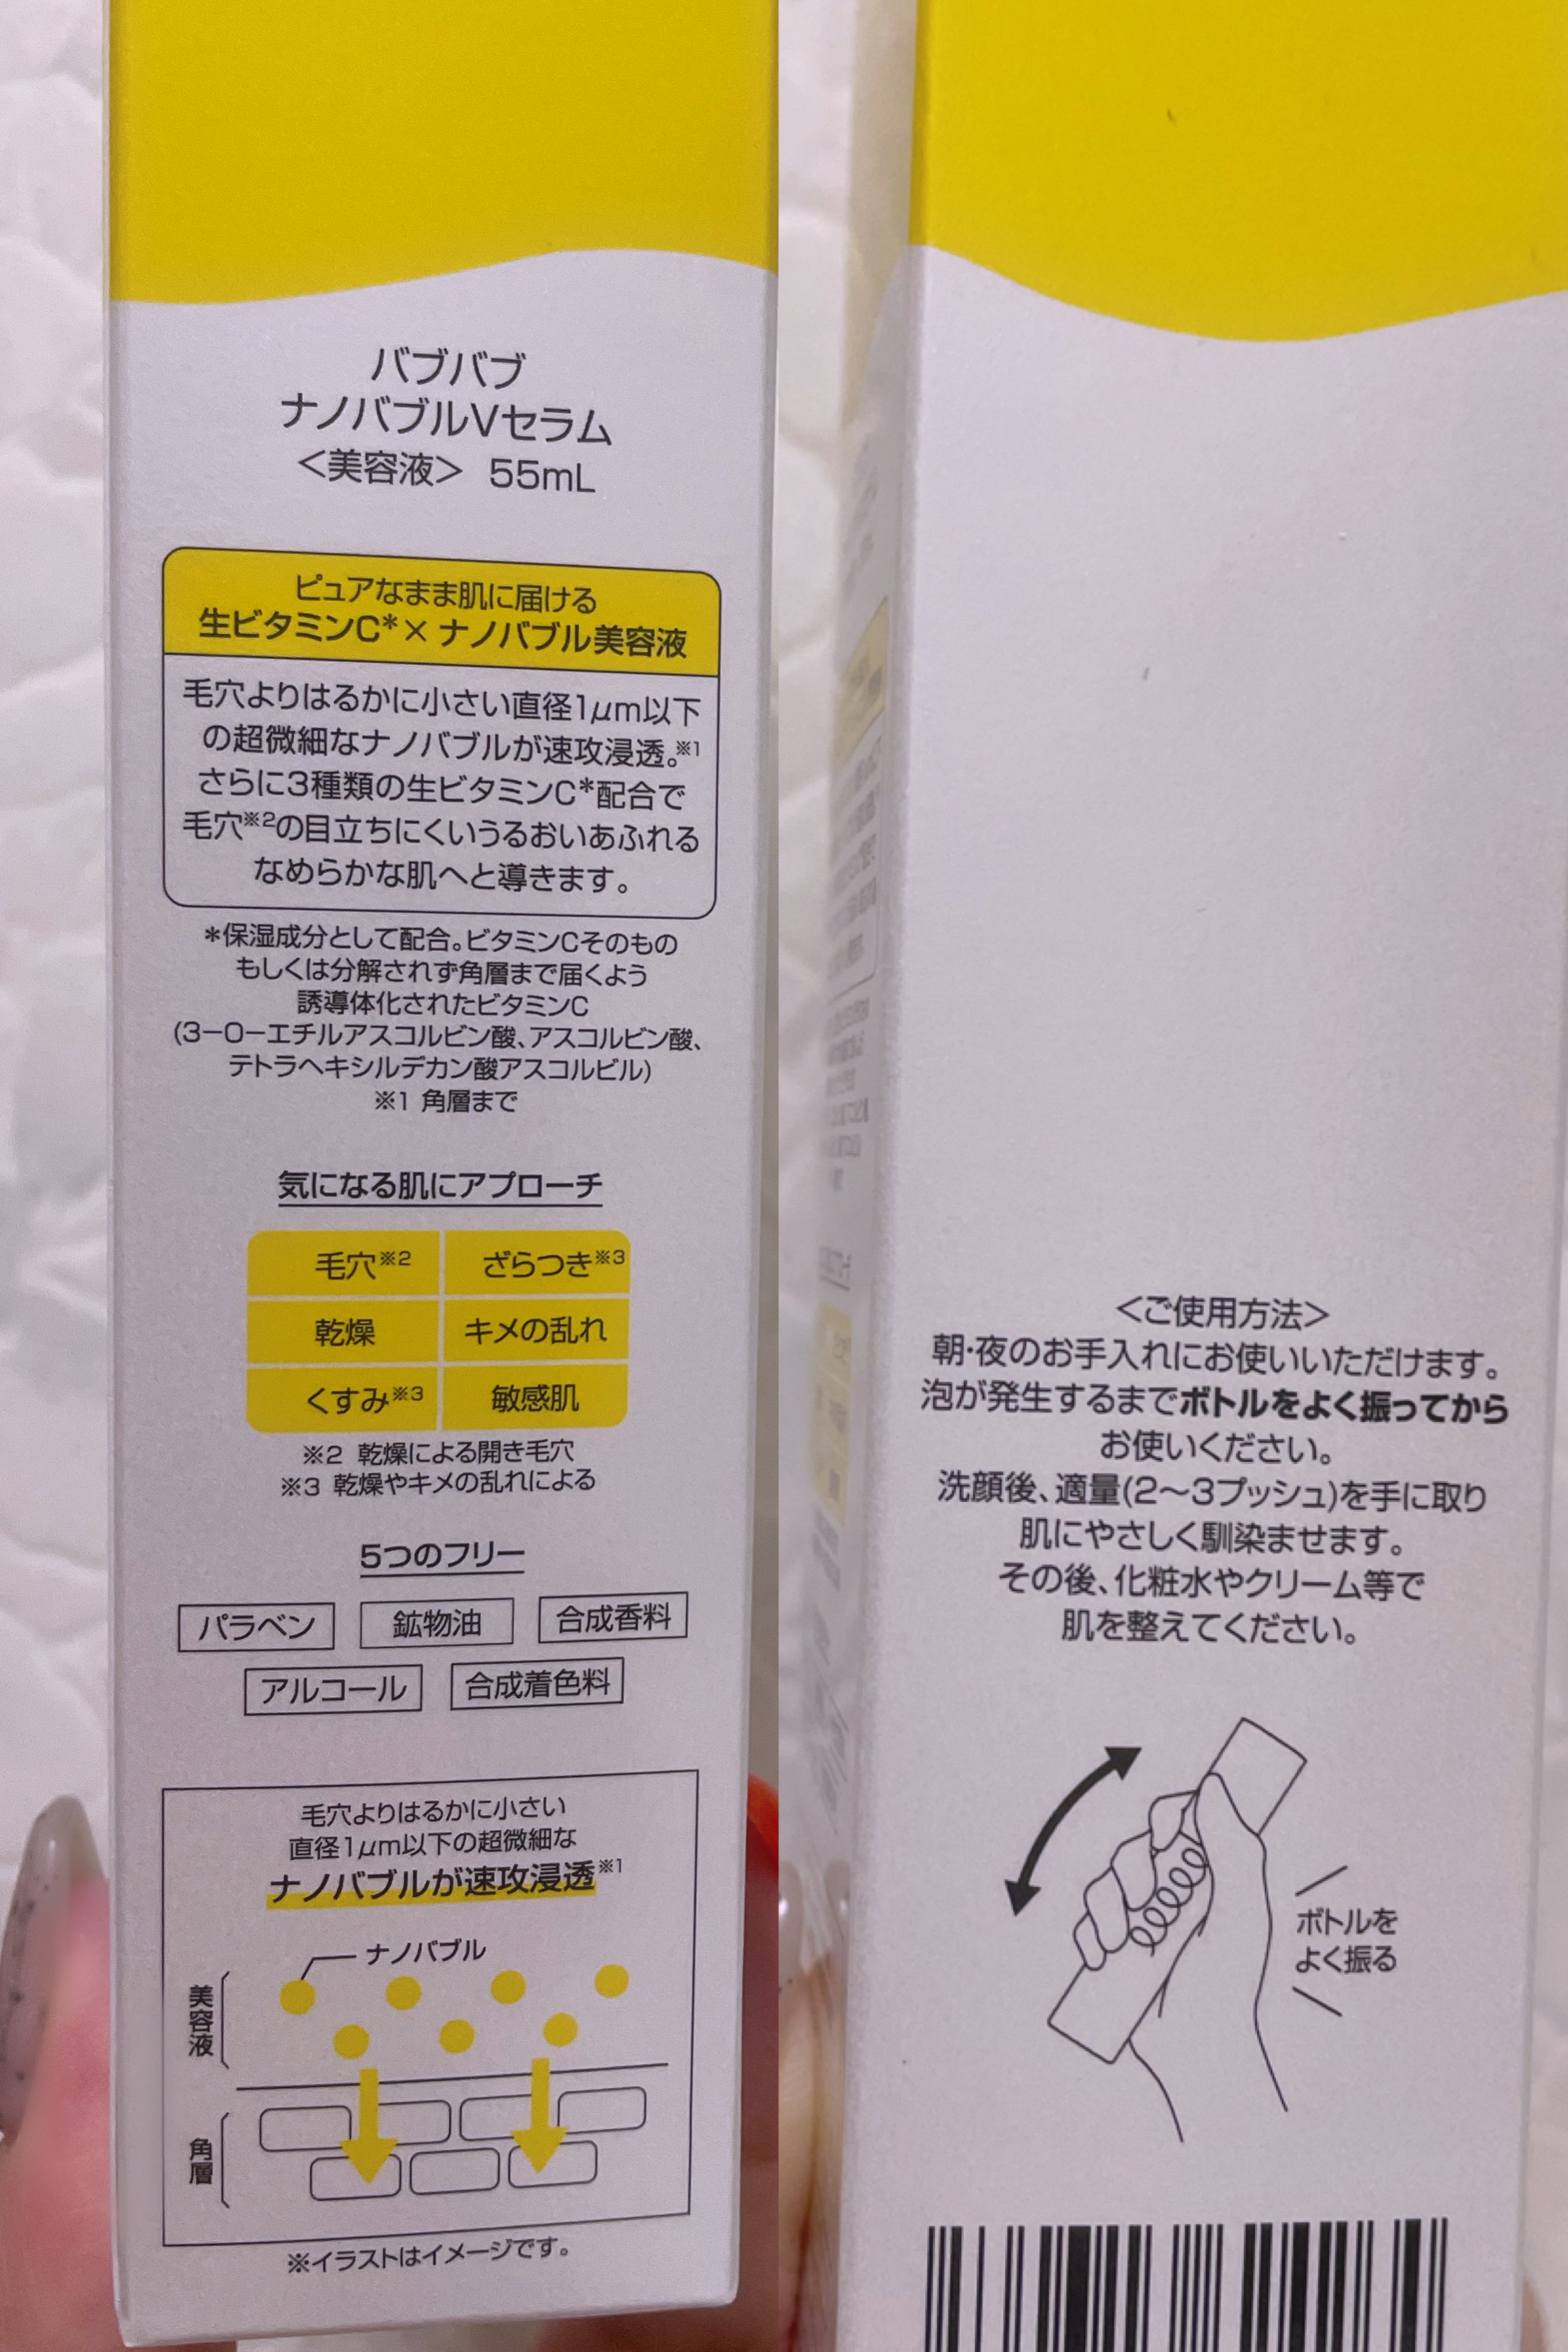 バブバブ
ナノバブルVセラム
＜美容液＞ 55mL
ピュアなまま肌に届ける
生ビタミンC*×ナノバブル美容液
毛穴よりはるかに小さい直径1μm以下
の超微細なナノバブルが速攻浸透。※1
さらに3種類の生ビタミンC*配合で
毛穴※2の目立ちにくいうるおいあふれる
なめらかな肌へと導きます。
*保湿成分として配合。ビタミンCそのもの
もしくは分解されず角層まで届くよう
誘導体化されたビタミンC
(3ーOーエチルアスコルビン酸、アスコルビン酸、
テトラヘキシルデカン酸アスコルビル)
※1 角層まで
気になる肌にアプローチ
毛穴※2 ざらつき※3
乾燥 キメの乱れ
くすみ※3 敏感肌
※2 乾燥による開き毛穴
※3 乾燥やキメの乱れによる
5つのフリー
パラベン 鉱物油 合成香料
アルコール 合成着色料
毛穴よりはるかに小さい
直径1μm以下の超微細な
ナノバブルが速攻浸透※1
ナノバブル
美容液
角層
※イラストはイメージです。
＜ご使用方法＞
朝・夜のお手入れにお使いいただけます。
泡が発生するまでボトルをよく振ってから
お使いください。
洗顔後、適量(2〜3プッシュ)を手に取り
肌にやさしく馴染ませます。
その後、化粧水やクリーム等で
肌を整えてください。
ボトルを
よく振る